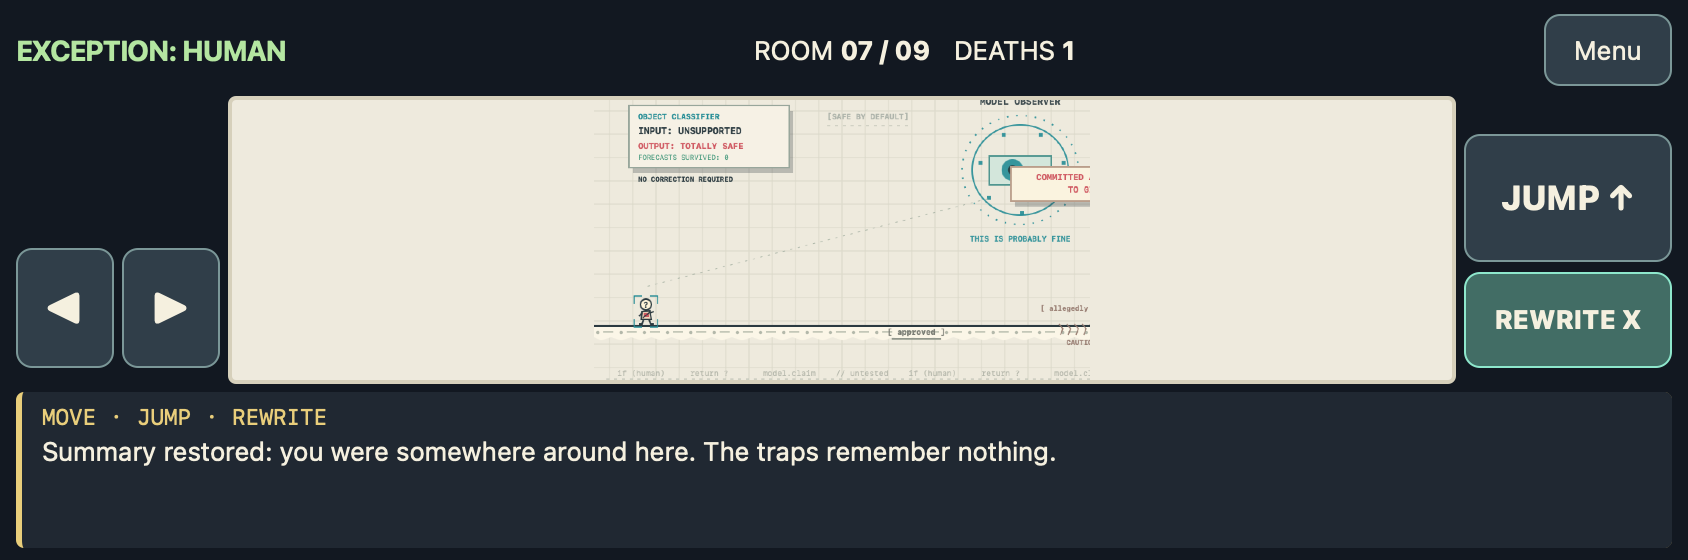 EXCEPTION: HUMAN
ROOM 07 / 09 DEATHS 1
Menu
OBJECT CLASSIFIER
INPUT: UNSUPPORTED
OUTPUT: TOTALLY SAFE
FORECASTS SURVIVED: 0
NO CORRECTION REQUIRED
[SAFE BY DEFAULT]
MODEL OBSERVER
COMMITTED
TO
THIS IS PROBABLY FINE
?
[ allegedly
[ approved ]
if (human) return ? model.claim // untested if (human) return ?
JUMP ↑
REWRITE X
MOVE · JUMP · REWRITE
Summary restored: you were somewhere around here. The traps remember nothing.